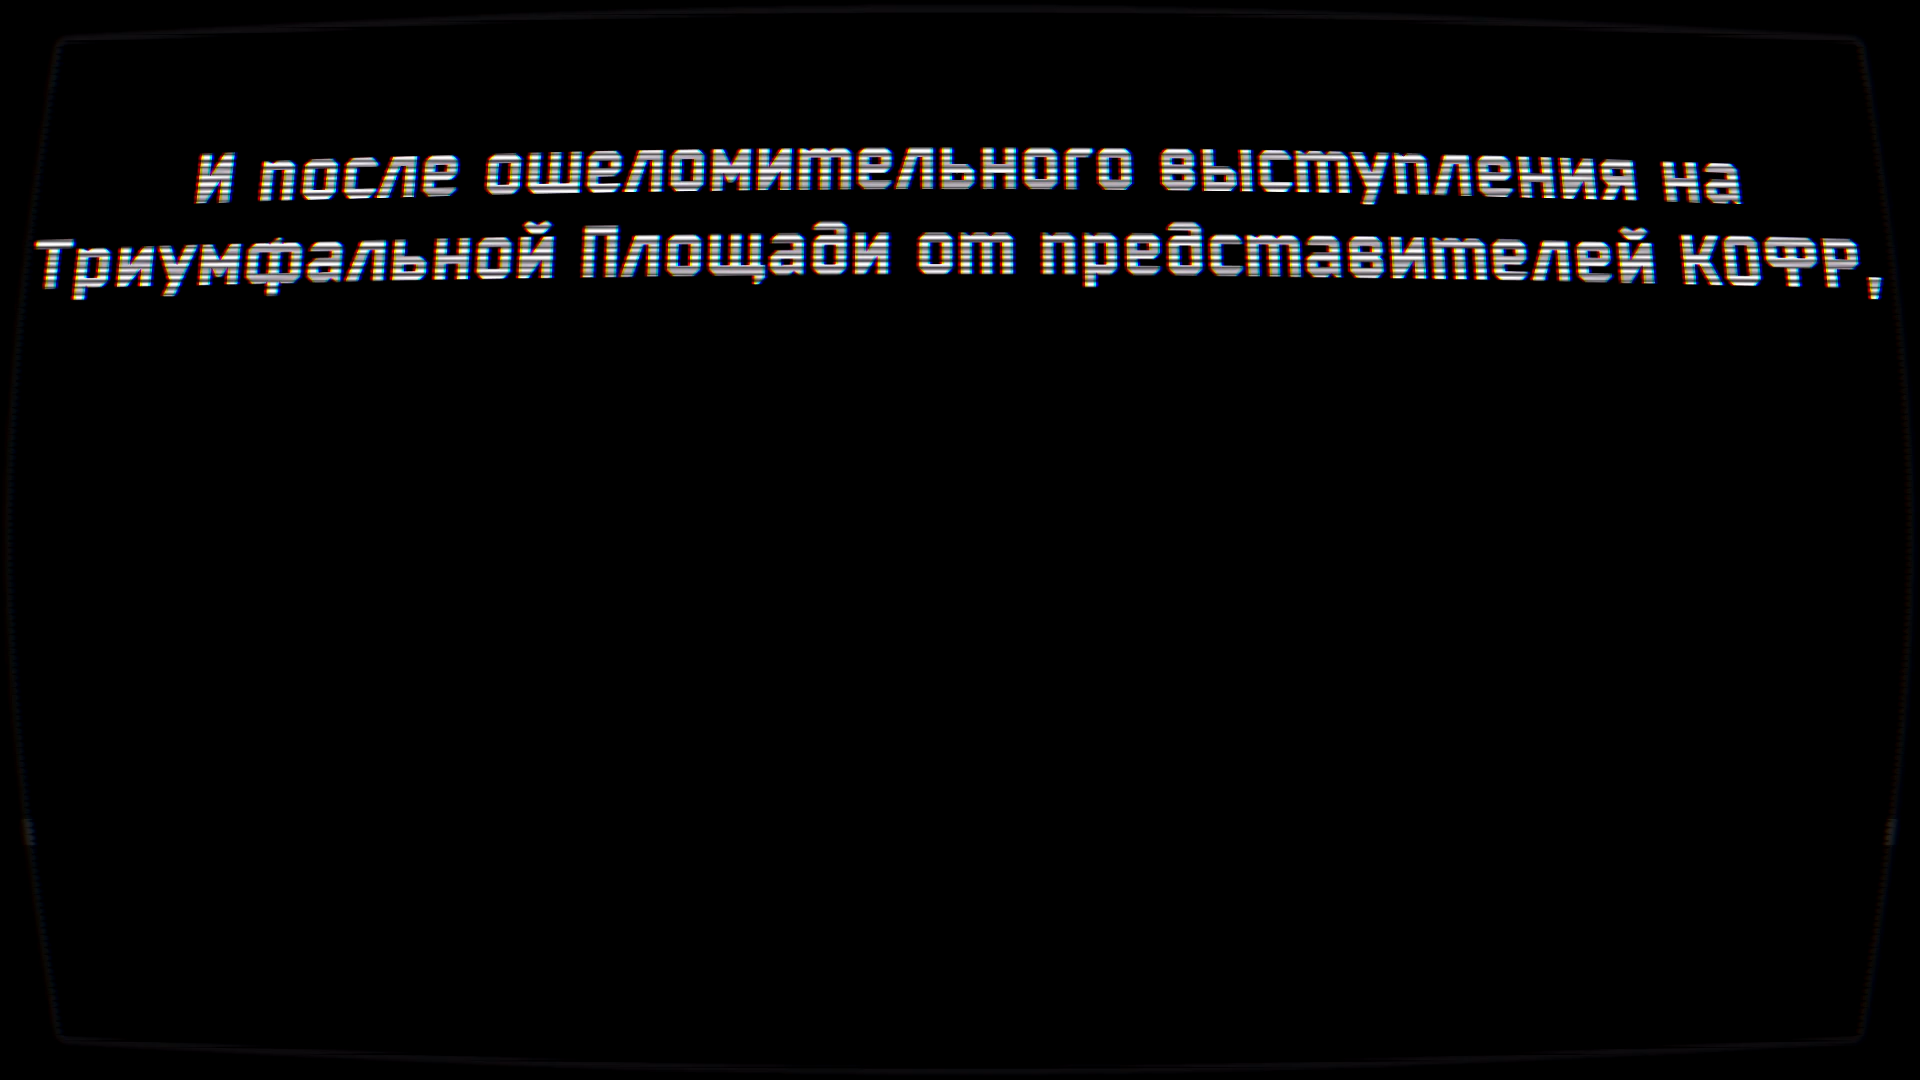 И после ошеломительного выступления на
Триумфальной Площади от представителей КОФР,